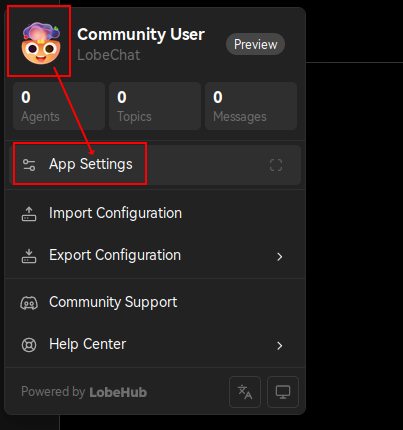 Community User
LobeChat
Preview
0
Agents
0
Topics
0
Messages
App Settings
Import Configuration
Export Configuration
Community Support
Help Center
Powered by LobeHub